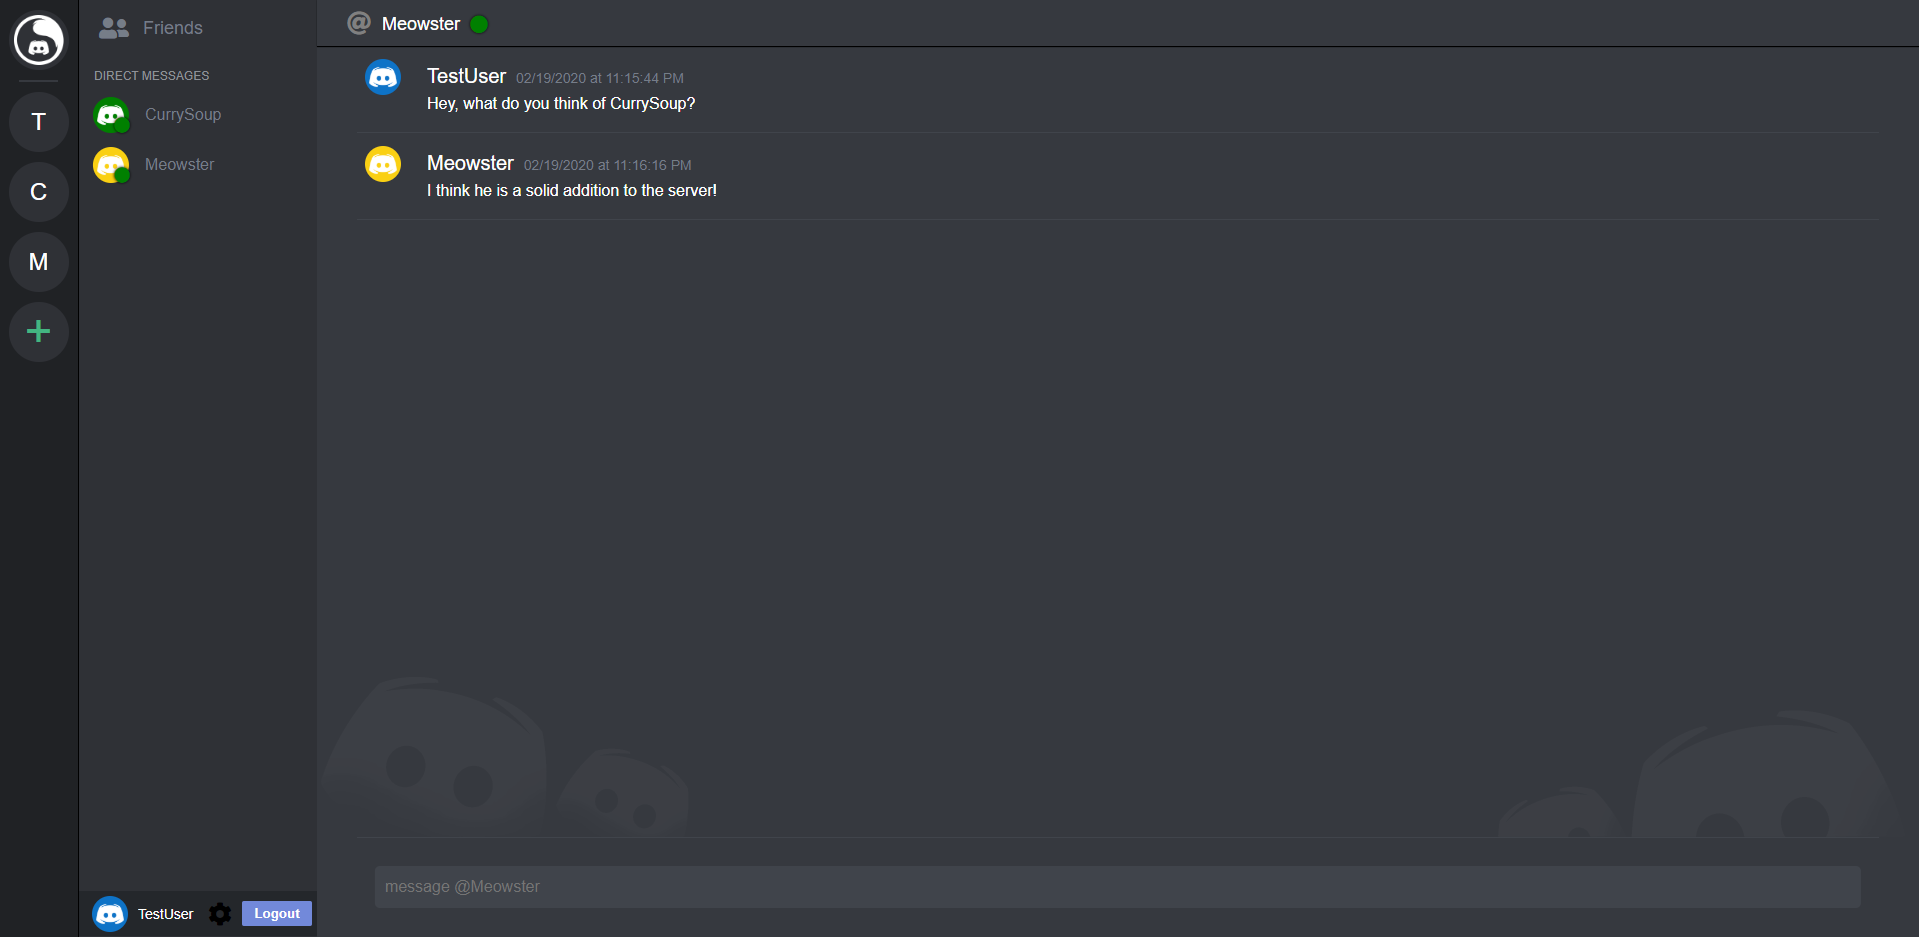 T
C
M
Friends
DIRECT MESSAGES
CurrySoup
Meowster
TestUser
Logout
@ Meowster
TestUser 02/19/2020 at 11:15:44 PM
Hey, what do you think of CurrySoup?
Meowster 02/19/2020 at 11:16:16 PM
I think he is a solid addition to the server!
message @Meowster